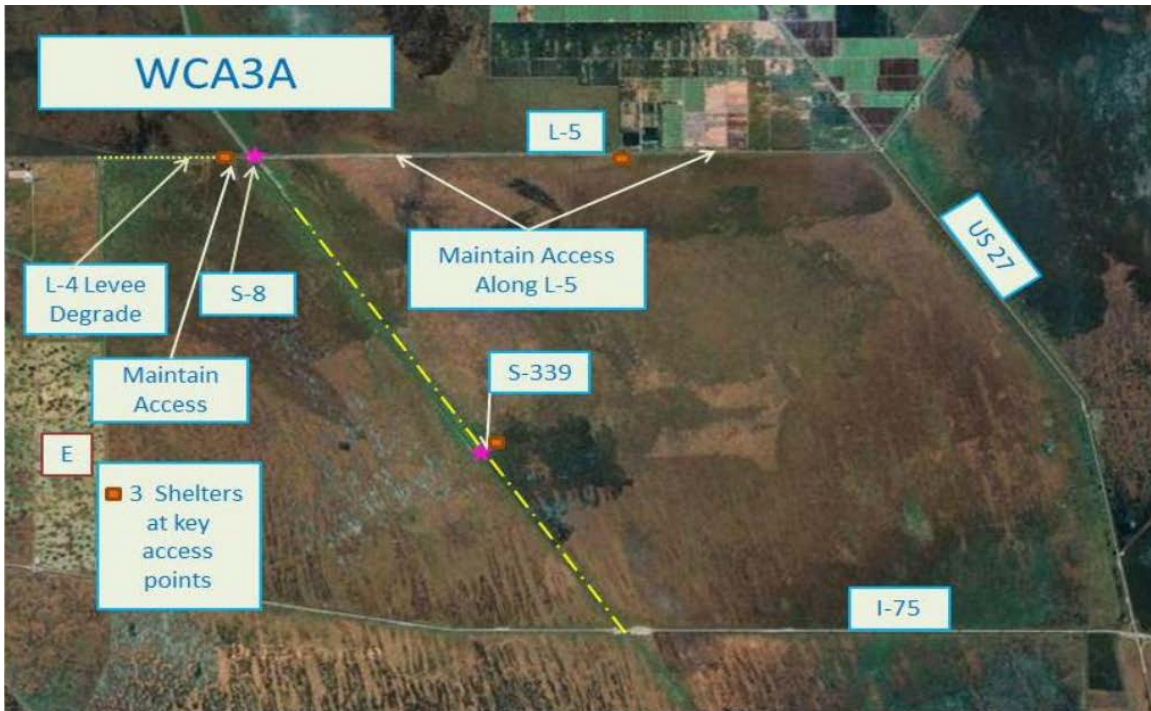 WCA3A
L-5
US 27
L-4 Levee
Degrade
S-8
Maintain Access
Along L-5
Maintain
Access
S-339
E
3 Shelters
at key
access
points
I-75